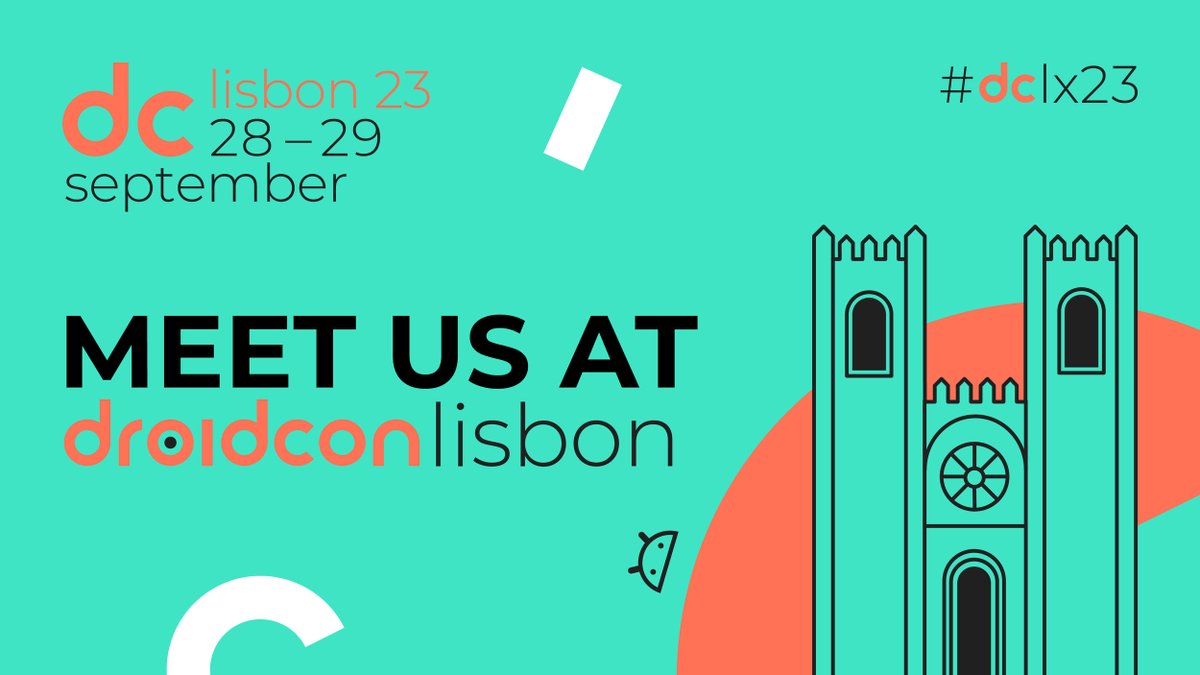 dc lisbon 23
28 – 29
september
#dclx23
MEET US AT
droidcon lisbon